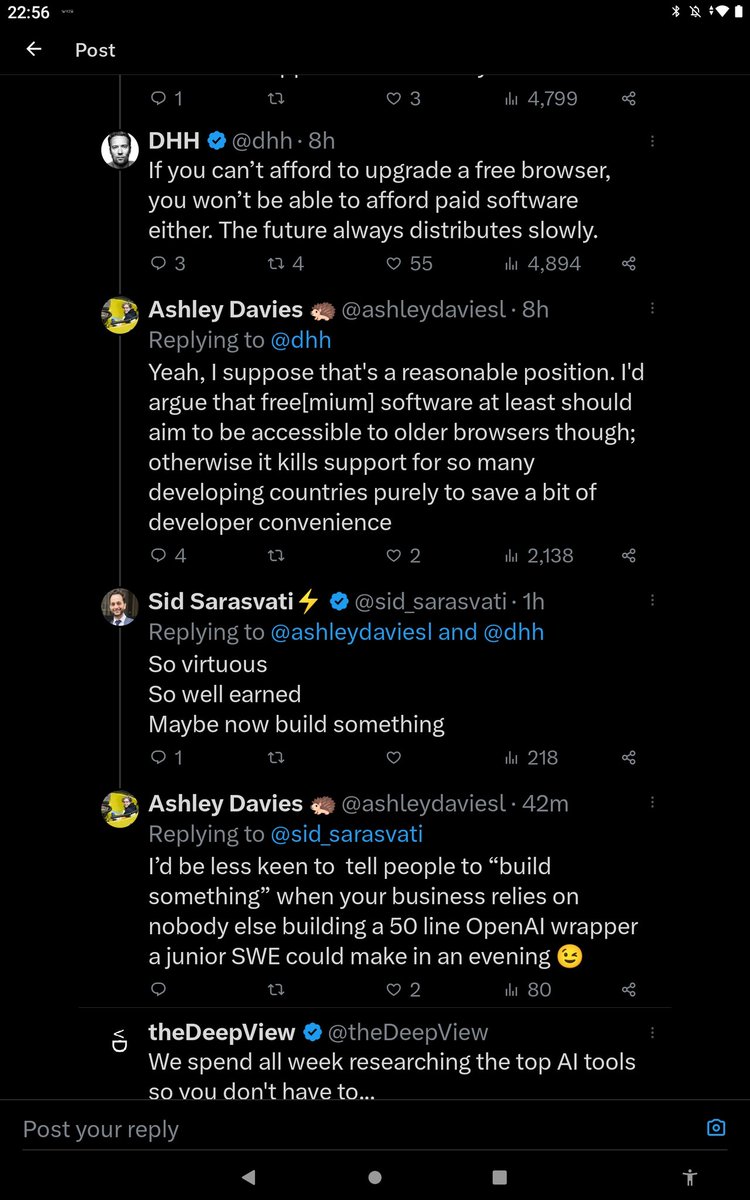 22:56
Post
1 3 4,799
DHH @dhh · 8h
If you can’t afford to upgrade a free browser,
you won’t be able to afford paid software
either. The future always distributes slowly.
3 4 55 4,894
Ashley Davies 🦔 @ashleydaviesl · 8h
Replying to @dhh
Yeah, I suppose that's a reasonable position. I'd
argue that free[mium] software at least should
aim to be accessible to older browsers though;
otherwise it kills support for so many
developing countries purely to save a bit of
developer convenience
4 2 2,138
Sid Sarasvati⚡ @sid_sarasvati · 1h
Replying to @ashleydaviesl and @dhh
So virtuous
So well earned
Maybe now build something
1 218
Ashley Davies 🦔 @ashleydaviesl · 42m
Replying to @sid_sarasvati
I’d be less keen to tell people to “build
something” when your business relies on
nobody else building a 50 line OpenAI wrapper
a junior SWE could make in an evening 😉
2 80
theDeepView @theDeepView
We spend all week researching the top AI tools
so you don't have to...
Post your reply